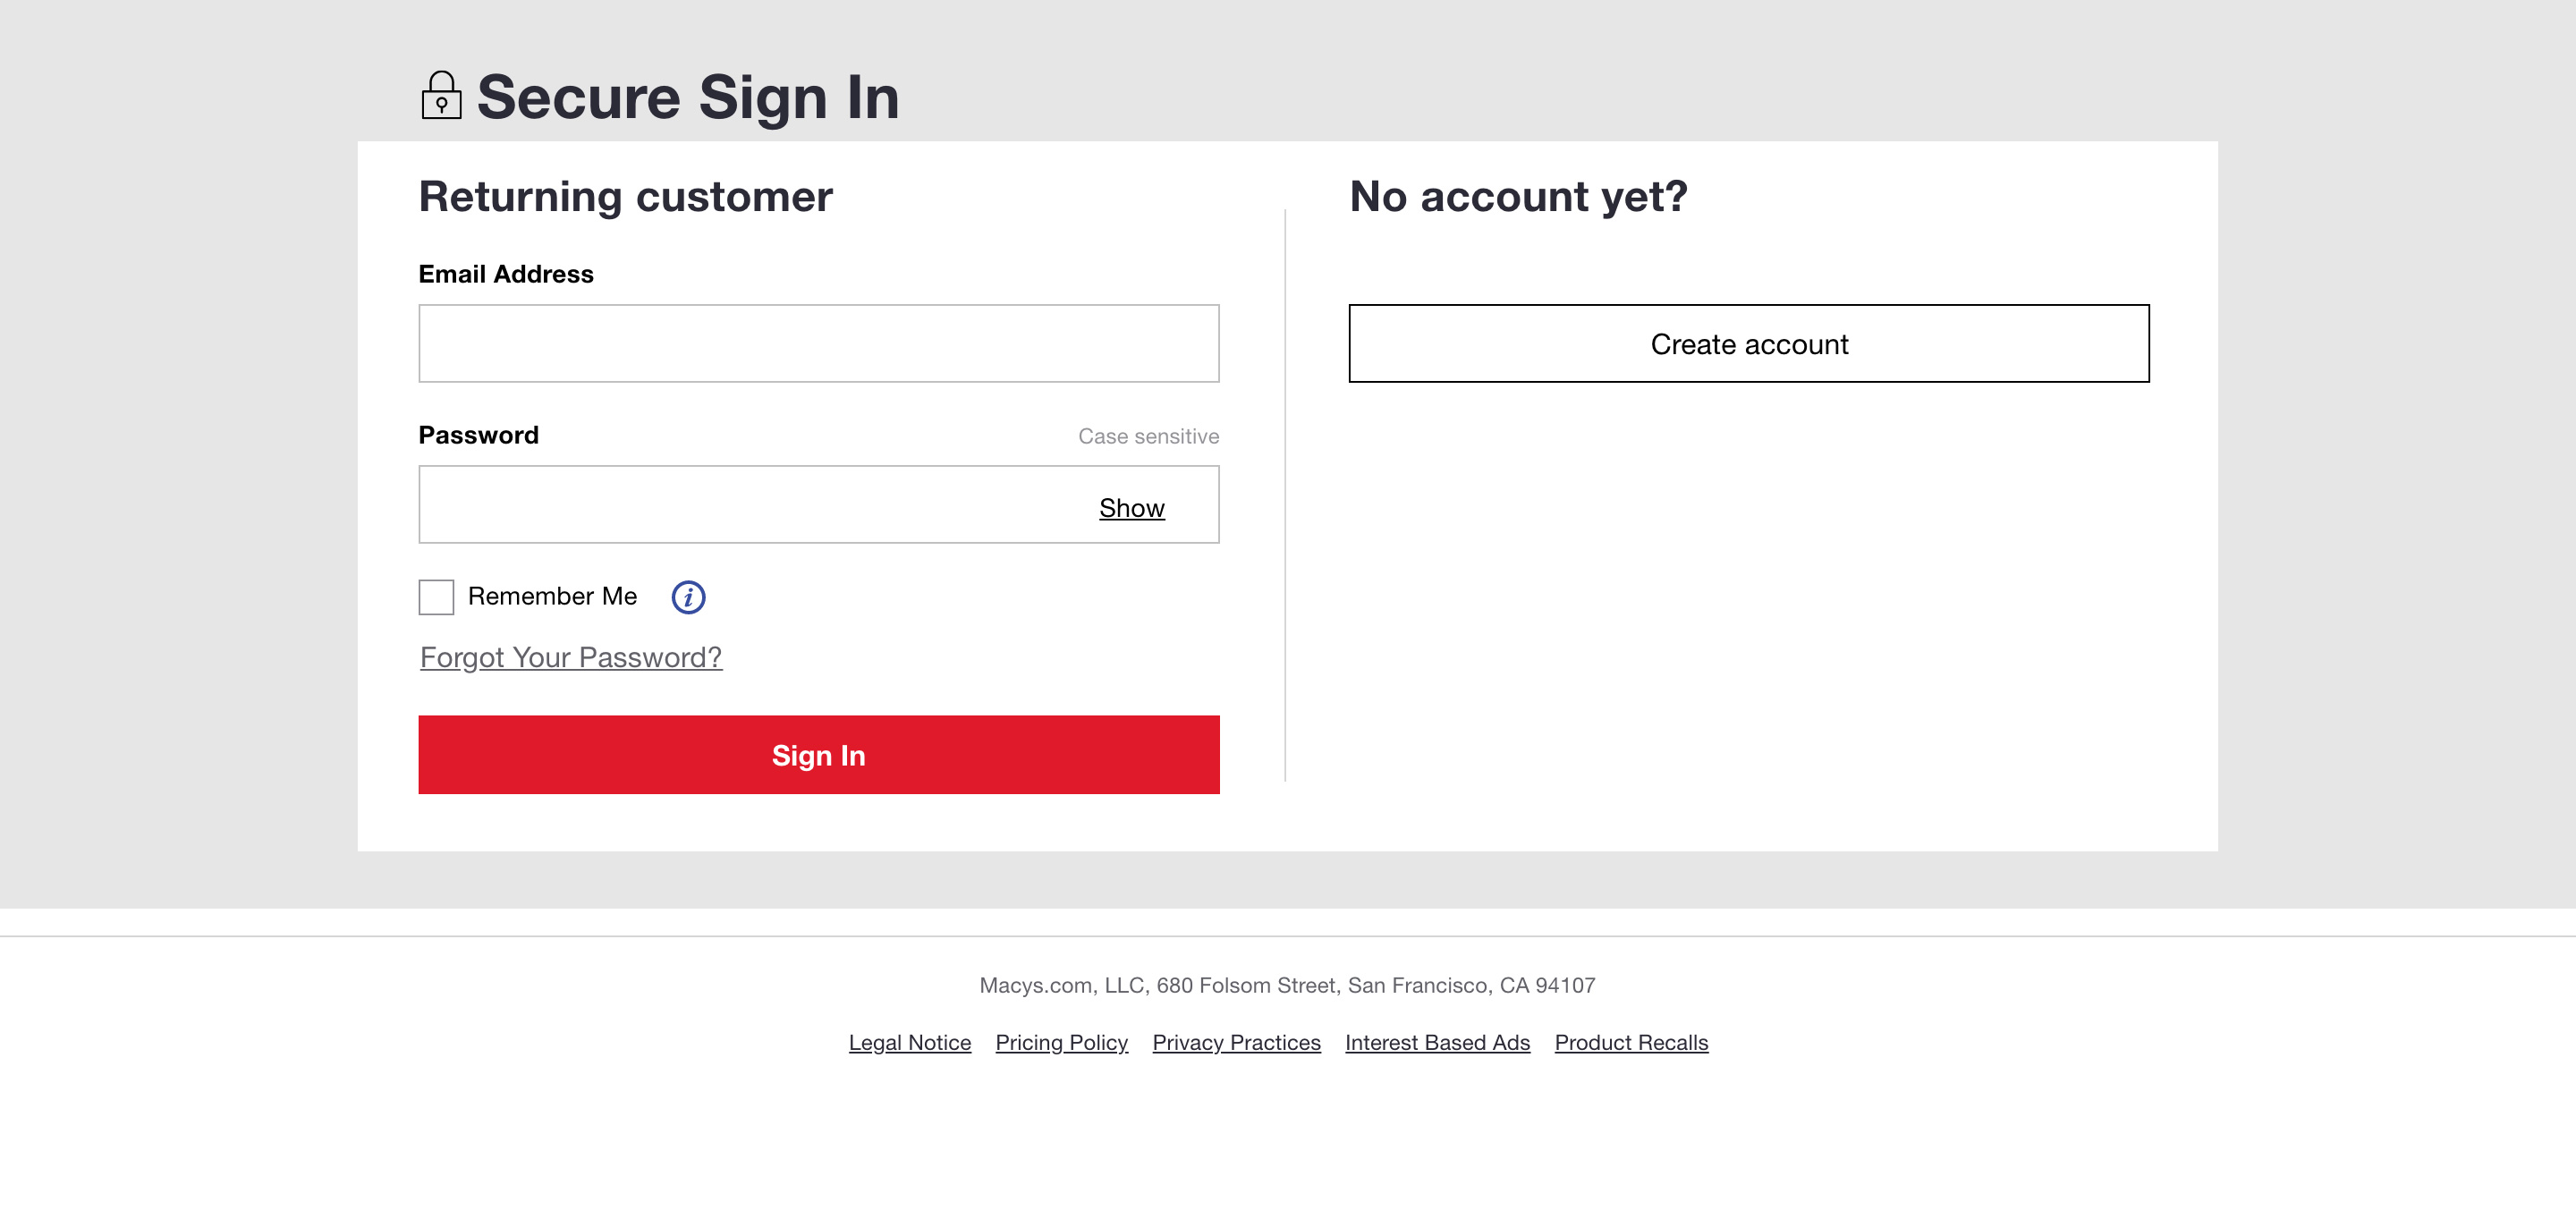 Secure Sign In
Returning customer
Email Address
Password
Case sensitive
Show
Remember Me
Forgot Your Password?
Sign In
No account yet?
Create account
Macys.com, LLC, 680 Folsom Street, San Francisco, CA 94107
Legal Notice Pricing Policy Privacy Practices Interest Based Ads Product Recalls